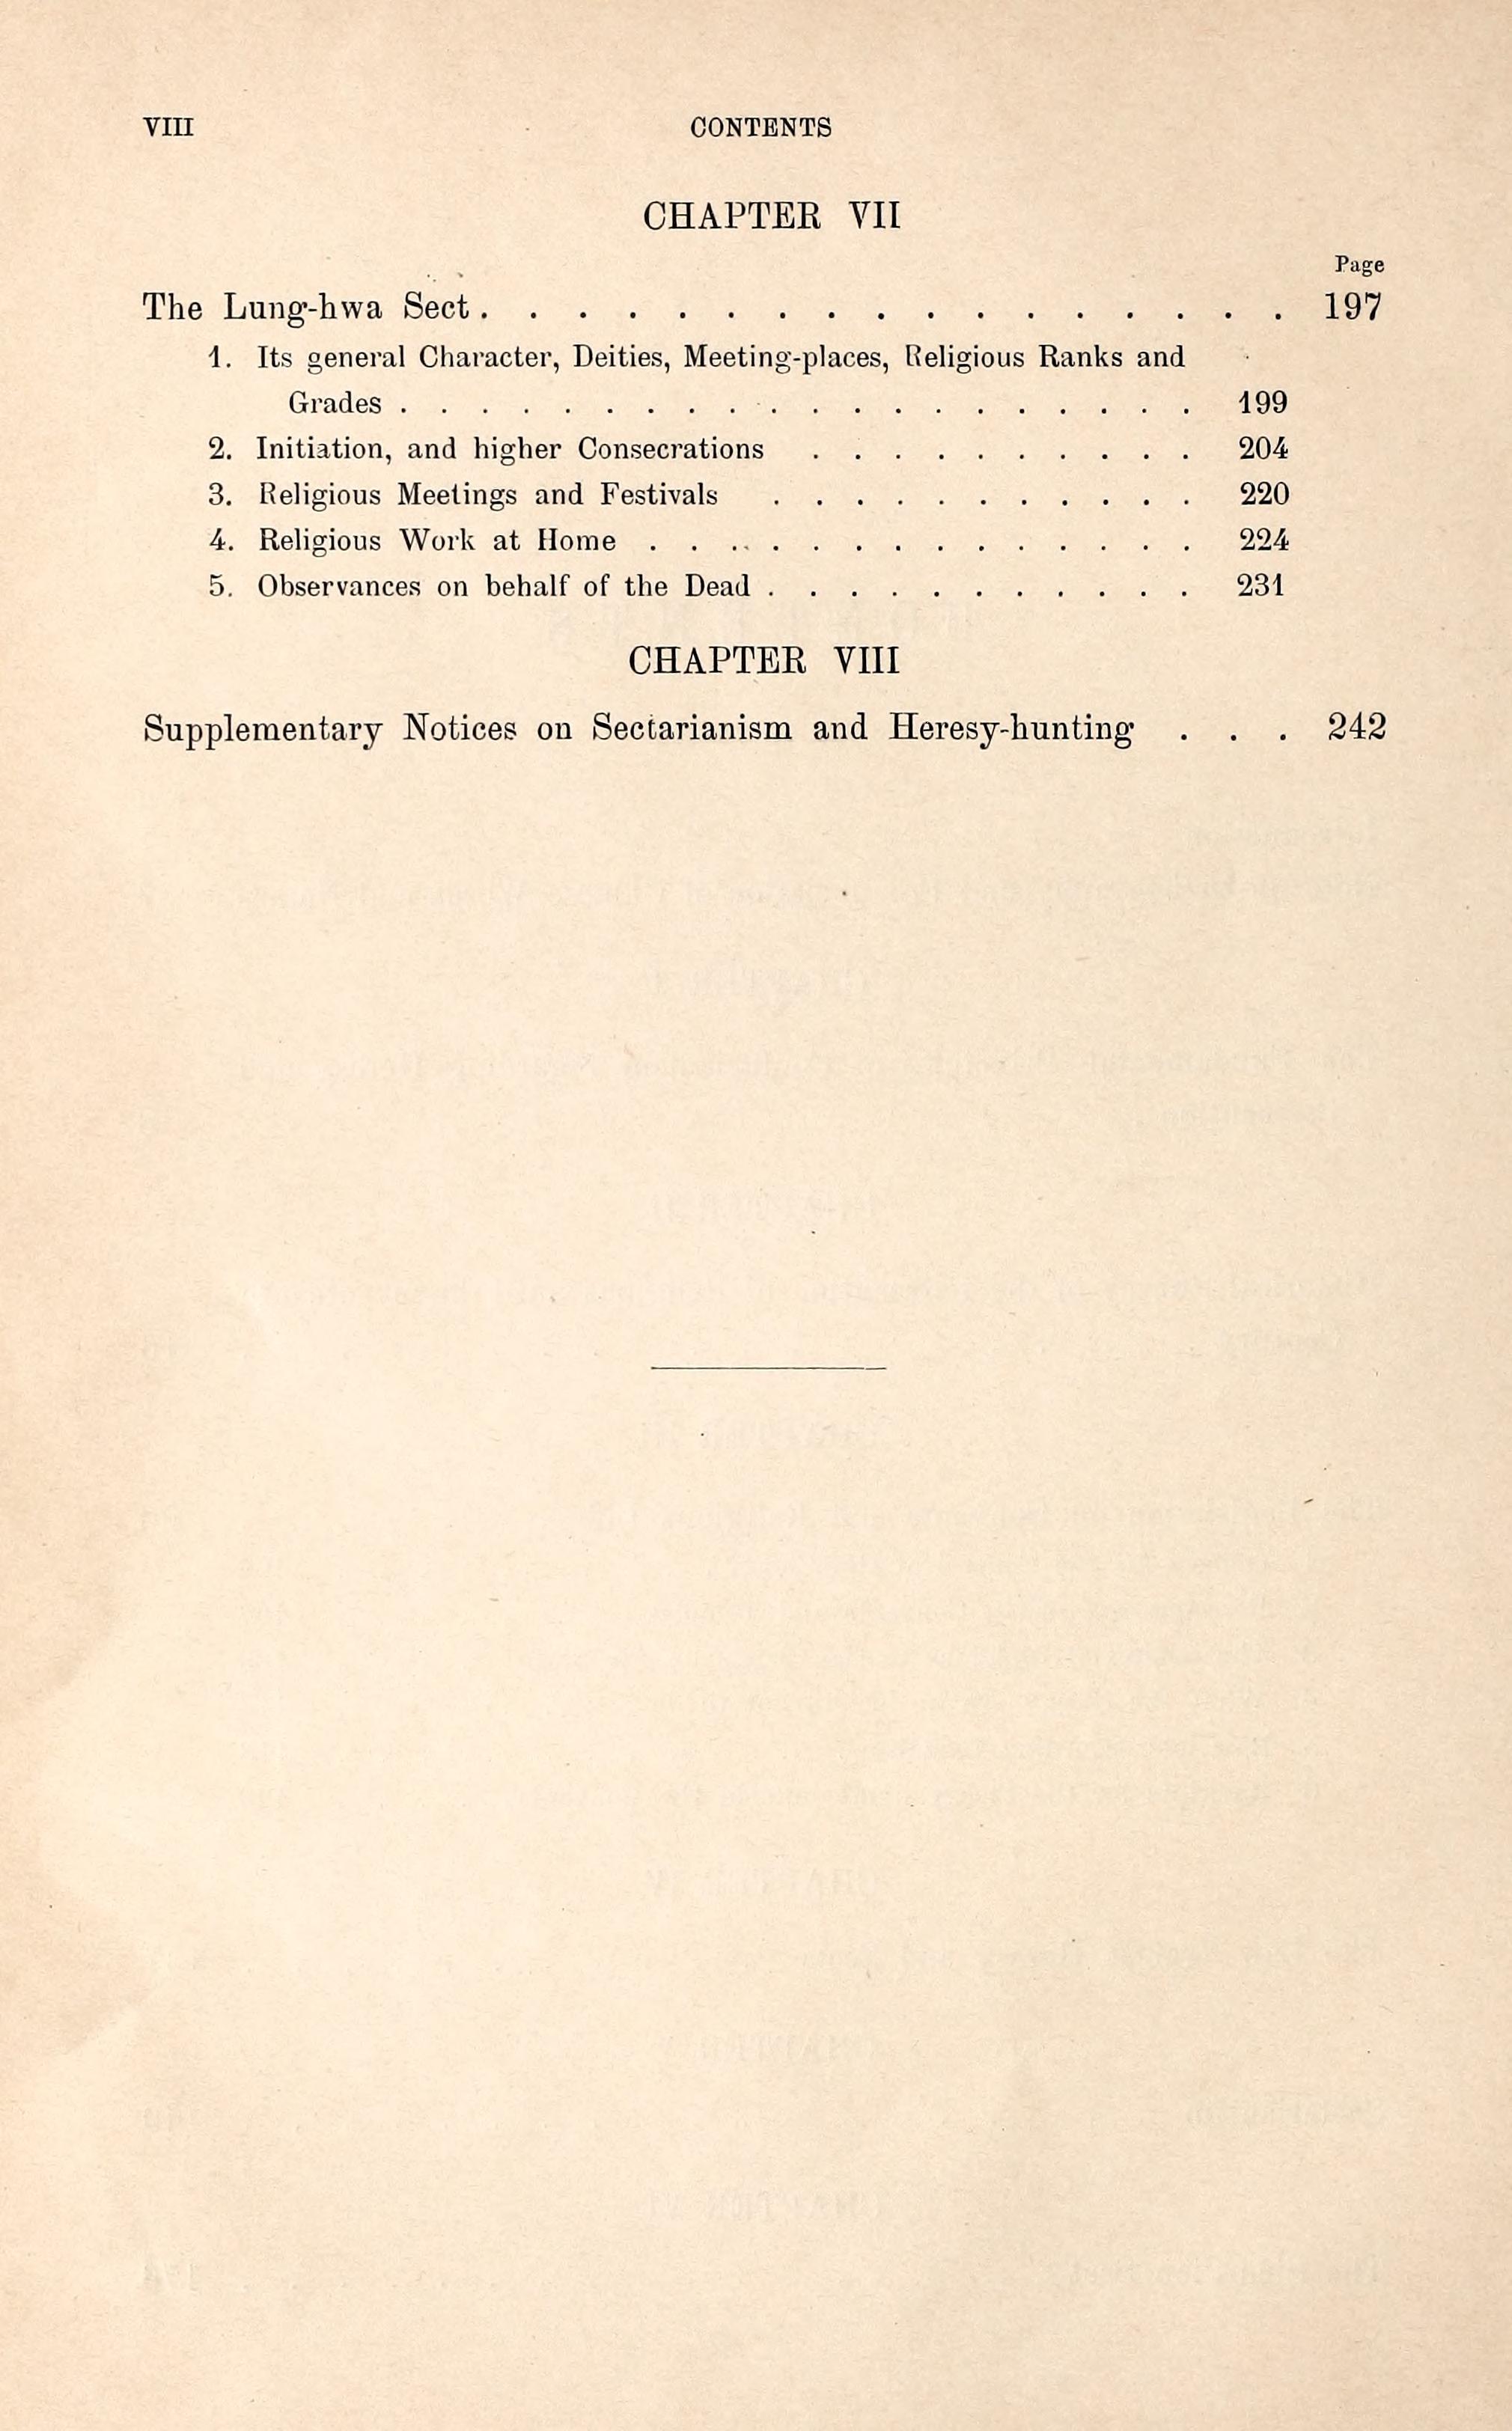 VIII CONTENTS
CHAPTER VII
Page
The Lung-hwa Sect . . . . . . . . . . . . . . . . . 197
1. Its general Character, Deities, Meeting-places, Religious Ranks and
Grades . . . . . . . . . . . . . . . . . . . . 199
2. Initiation, and higher Consecrations . . . . . . . . . . 204
3. Religious Meetings and Festivals . . . . . . . . . . . 220
4. Religious Work at Home . . . . . . . . . . . . . . 224
5. Observances on behalf of the Dead . . . . . . . . . . . 231
CHAPTER VIII
Supplementary Notices on Sectarianism and Heresy-hunting . . . 242